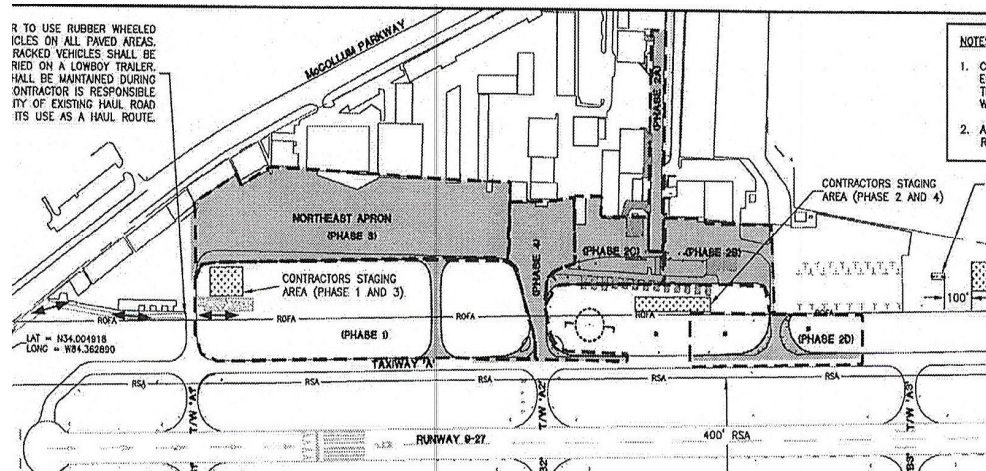 R TO USE RUBBER WHEELED
ICLES ON ALL PAVED AREAS.
RACKED VEHICLES SHALL BE
RIED ON A LOWBOY TRAILER.
HALL BE MAINTAINED DURING
ONTRACTOR IS RESPONSIBLE
ITY OF EXISTING HAUL ROAD
ITS USE AS A HAUL ROUTE.
McCOLLUM PARKWAY
(PHASE 2A)
NOTE
1. C
E
T
W
2. A
R
CONTRACTORS STAGING
AREA (PHASE 2 AND 4)
NORTHEAST APRON
(PHASE 3)
(PHASE 4)
(PHASE 2C)
(PHASE 2B)
CONTRACTORS STAGING
AREA (PHASE 1 AND 3)
100'
ROFA
ROFA
ROFA
ROFA
ROFA
LAT = N34.004918
LONG = W84.362890
(PHASE 1)
(PHASE 2D)
TAXIWAY 'A'
RSA
RSA
RSA
RSA
T/W 'A1'
T/W 'A2'
T/W 'A3'
RUNWAY 9-27
400' RSA
B2'
B3'